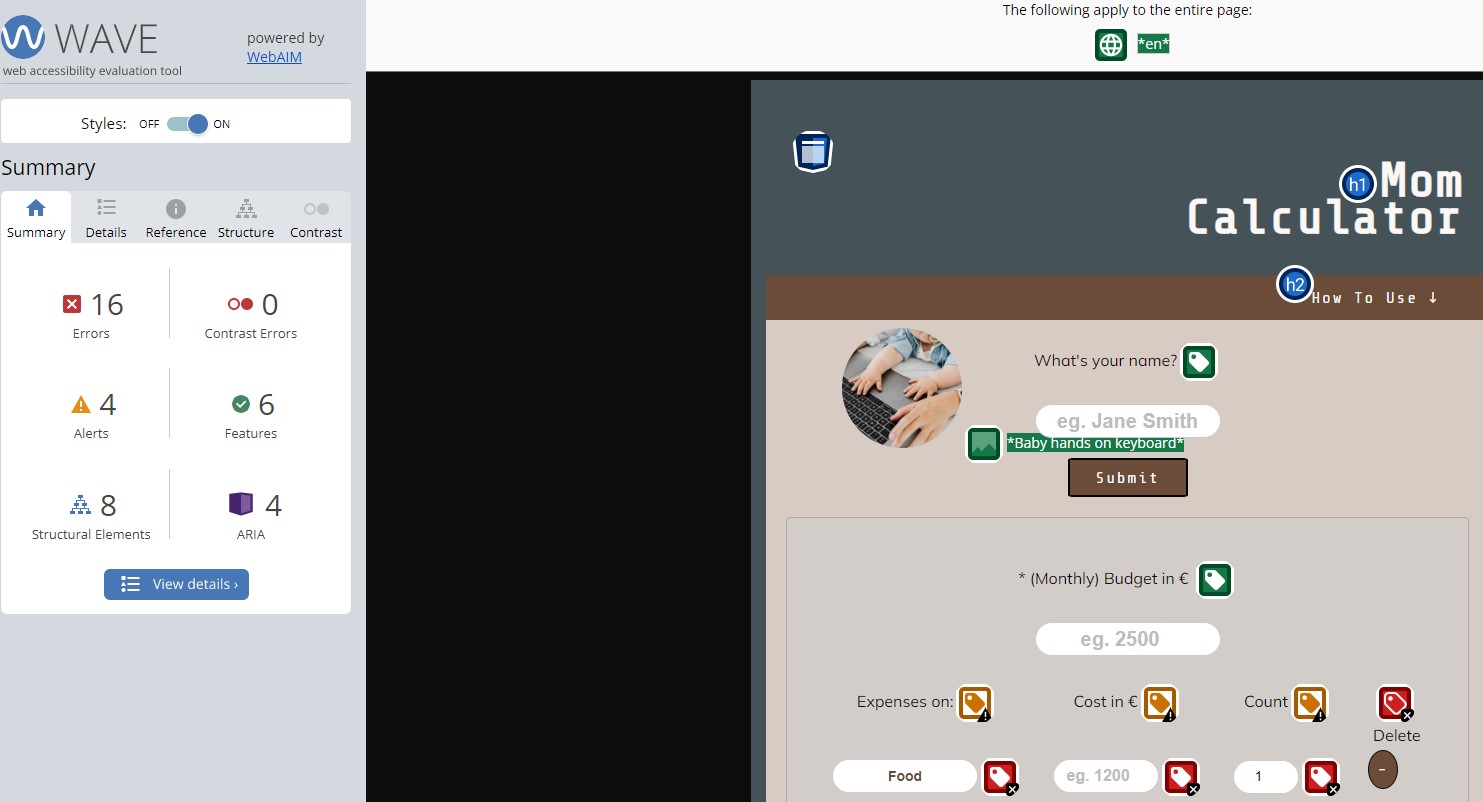 WAVE
powered by
WebAIM
web accessibility evaluation tool
Styles: OFF ON
Summary
Summary Details Reference Structure Contrast
16 0
Errors Contrast Errors
4 6
Alerts Features
8 4
Structural Elements ARIA
View details ›
The following apply to the entire page:
*en*
h1 Mom
Calculator
h2 How To Use ↓
What's your name?
eg. Jane Smith
*Baby hands on keyboard*
Submit
* (Monthly) Budget in €
eg. 2500
Expenses on: Cost in € Count
Delete
Food eg. 1200 1 -